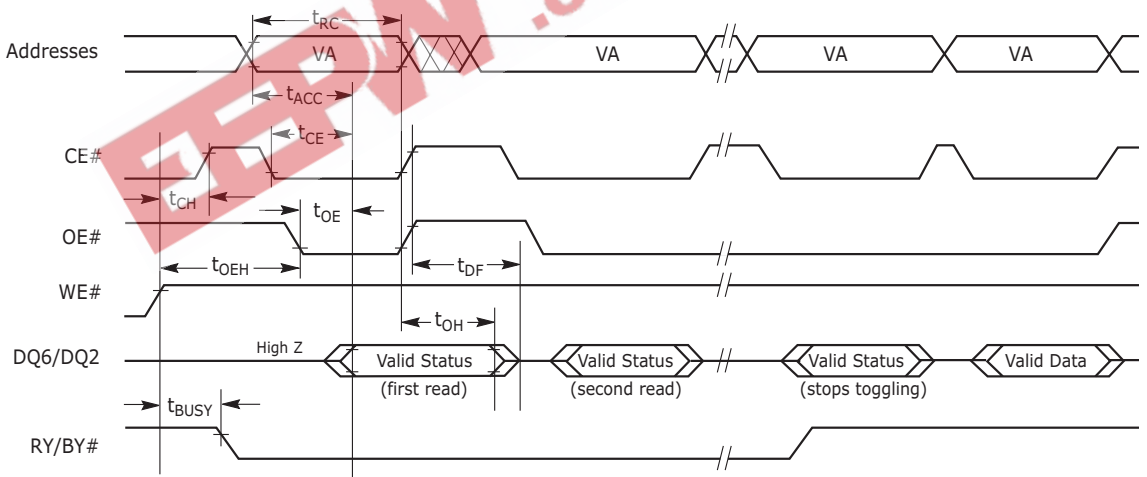 tRC
Addresses VA VA VA VA
tACC
tCE
CE#
tCH
tOE
OE#
tOEH tDF
WE#
tOH
DQ6/DQ2 High Z Valid Status Valid Status Valid Status Valid Data
(first read) (second read) (stops toggling)
tBUSY
RY/BY#